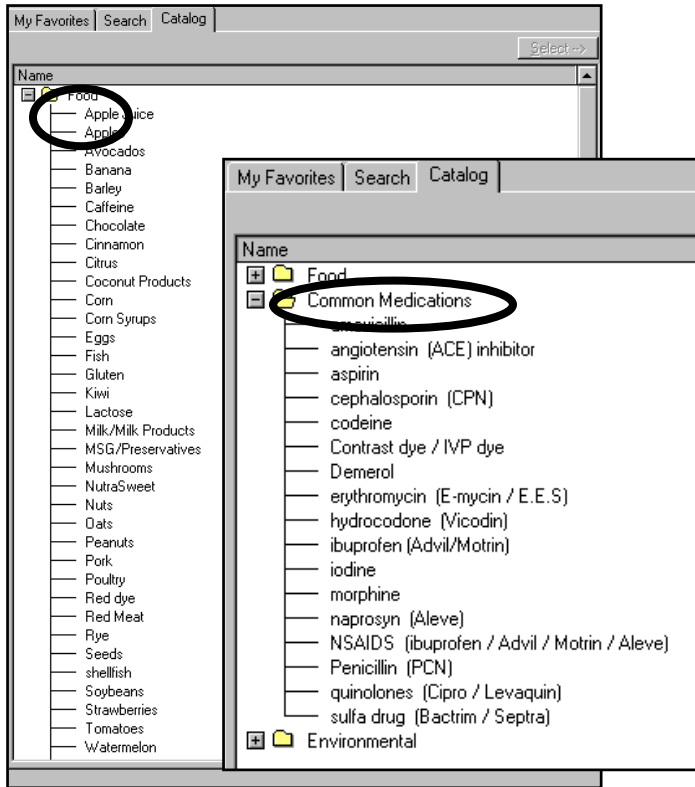 My Favorites Search Catalog
Select -->
Name
Food
Apple Juice
Apples
Avocados
Banana
Barley
Caffeine
Chocolate
Cinnamon
Citrus
Coconut Products
Corn
Corn Syrups
Eggs
Fish
Gluten
Kiwi
Lactose
Milk/Milk Products
MSG/Preservatives
Mushrooms
NutraSweet
Nuts
Oats
Peanuts
Pork
Poultry
Red dye
Red Meat
Rye
Seeds
shellfish
Soybeans
Strawberries
Tomatoes
Watermelon
My Favorites Search Catalog
Name
Food
Common Medications
amoxicillin
angiotensin (ACE) inhibitor
aspirin
cephalosporin (CPN)
codeine
Contrast dye / IVP dye
Demerol
erythromycin (E-mycin / E.E.S)
hydrocodone (Vicodin)
ibuprofen (Advil/Motrin)
iodine
morphine
naprosyn (Aleve)
NSAIDS (ibuprofen / Advil / Motrin / Aleve)
Penicillin (PCN)
quinolones (Cipro / Levaquin)
sulfa drug (Bactrim / Septra)
Environmental